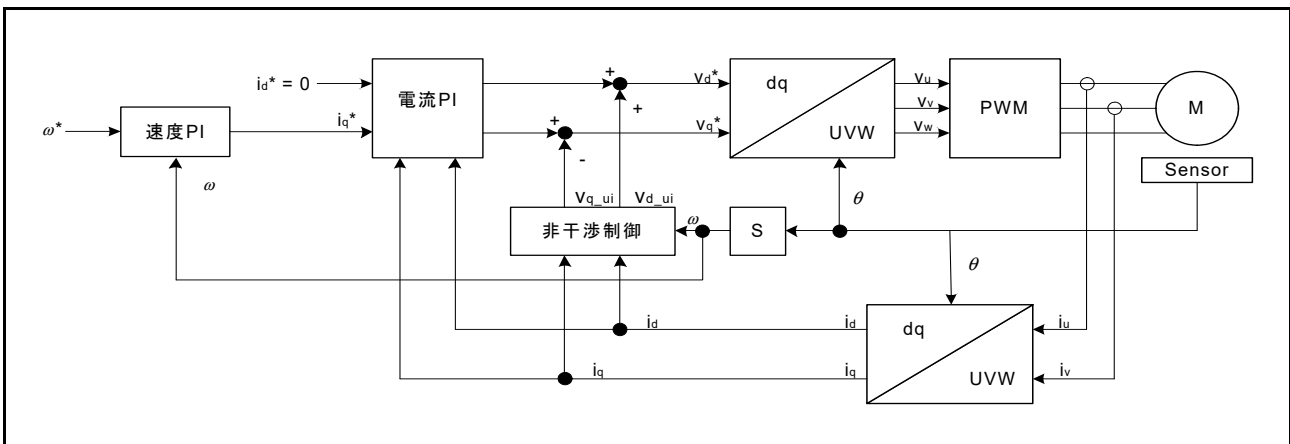 ω*
速度PI
ω
id* = 0
iq*
電流PI
+
+
+
-
vd*
vq*
vq_ui
vd_ui
非干渉制御
ω
S
θ
dq
UVW
vu
vv
vw
PWM
M
Sensor
θ
id
id
iq
iq
dq
UVW
iu
iv